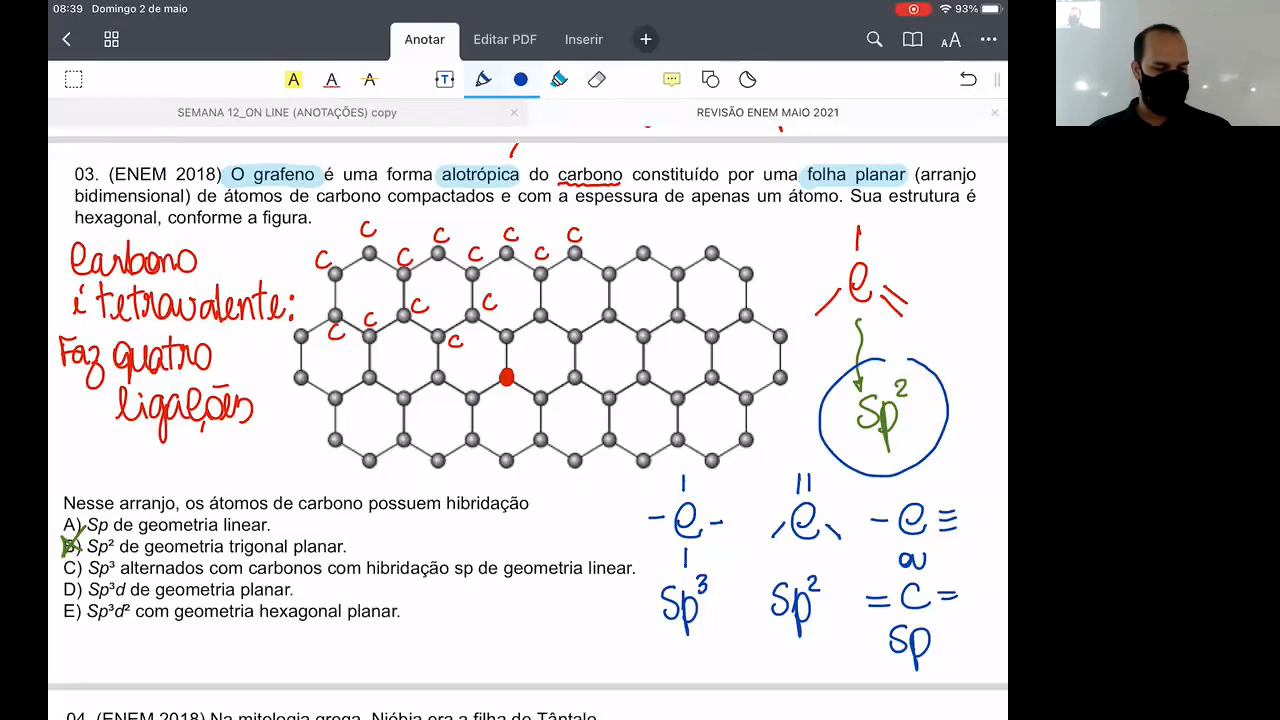 08:39 Domingo 2 de maio
93%
Anotar
Editar PDF
Inserir
A A A T AA
SEMANA 12_ON LINE (ANOTAÇÕES) copy
REVISÃO ENEM MAIO 2021
03. (ENEM 2018) O grafeno é uma forma alotrópica do carbono constituído por uma folha planar (arranjo
bidimensional) de átomos de carbono compactados e com a espessura de apenas um átomo. Sua estrutura é
hexagonal, conforme a figura.
Carbono
é tetravalente:
Faz quatro
ligações
C C C C C
C C C
C C
C C C
C
C
Sp²
Nesse arranjo, os átomos de carbono possuem hibridação
A) Sp de geometria linear.
B) Sp² de geometria trigonal planar.
C) Sp³ alternados com carbonos com hibridação sp de geometria linear.
D) Sp³d de geometria planar.
E) Sp³d² com geometria hexagonal planar.
- C -
Sp³
C
Sp²
- C ≡
ou
= C =
Sp
04. (ENEM 2018) Na mitologia grega, Nióbia era a filha de Tântalo